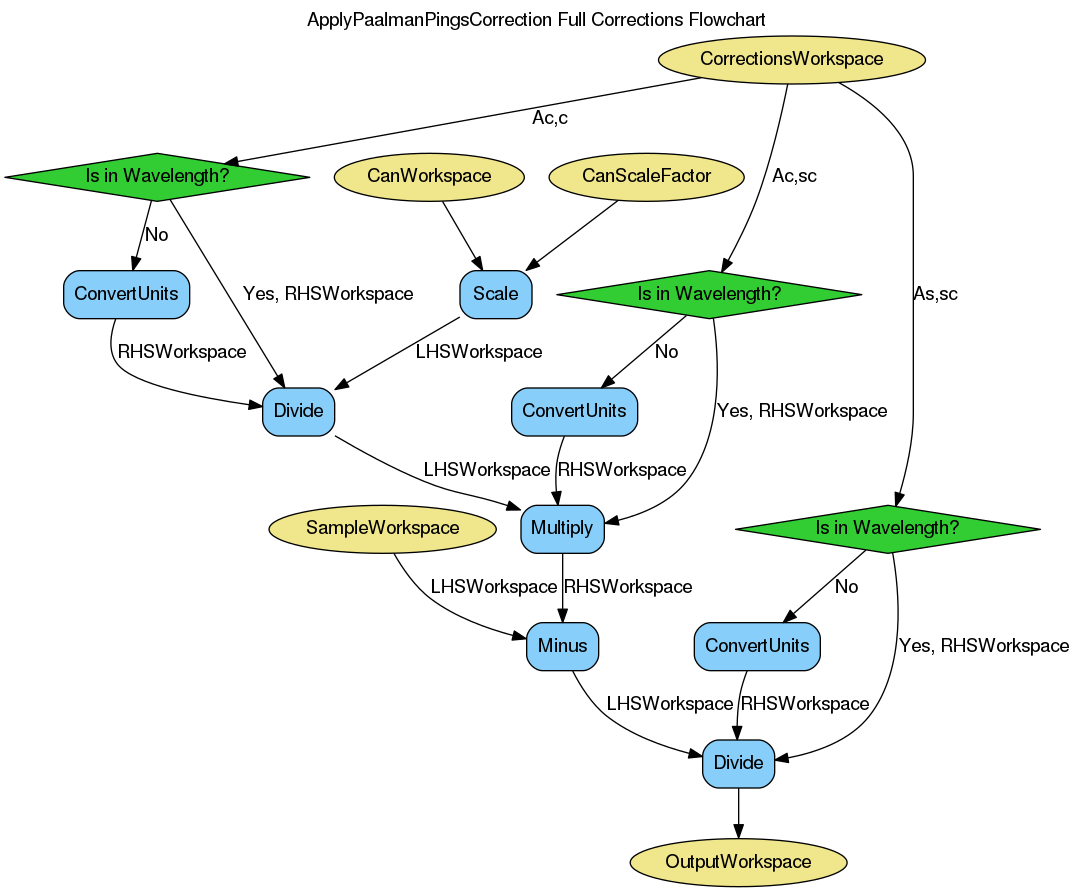 ApplyPaalmanPingsCorrection Full Corrections Flowchart
CorrectionsWorkspace
Ac,c
Is in Wavelength?
CanWorkspace
CanScaleFactor
Ac,sc
No
ConvertUnits
Yes, RHSWorkspace
Scale
Is in Wavelength?
As,sc
RHSWorkspace
LHSWorkspace
No
Divide
ConvertUnits
Yes, RHSWorkspace
LHSWorkspace
RHSWorkspace
SampleWorkspace
Multiply
Is in Wavelength?
LHSWorkspace
RHSWorkspace
No
Minus
ConvertUnits
Yes, RHSWorkspace
LHSWorkspace
RHSWorkspace
Divide
OutputWorkspace